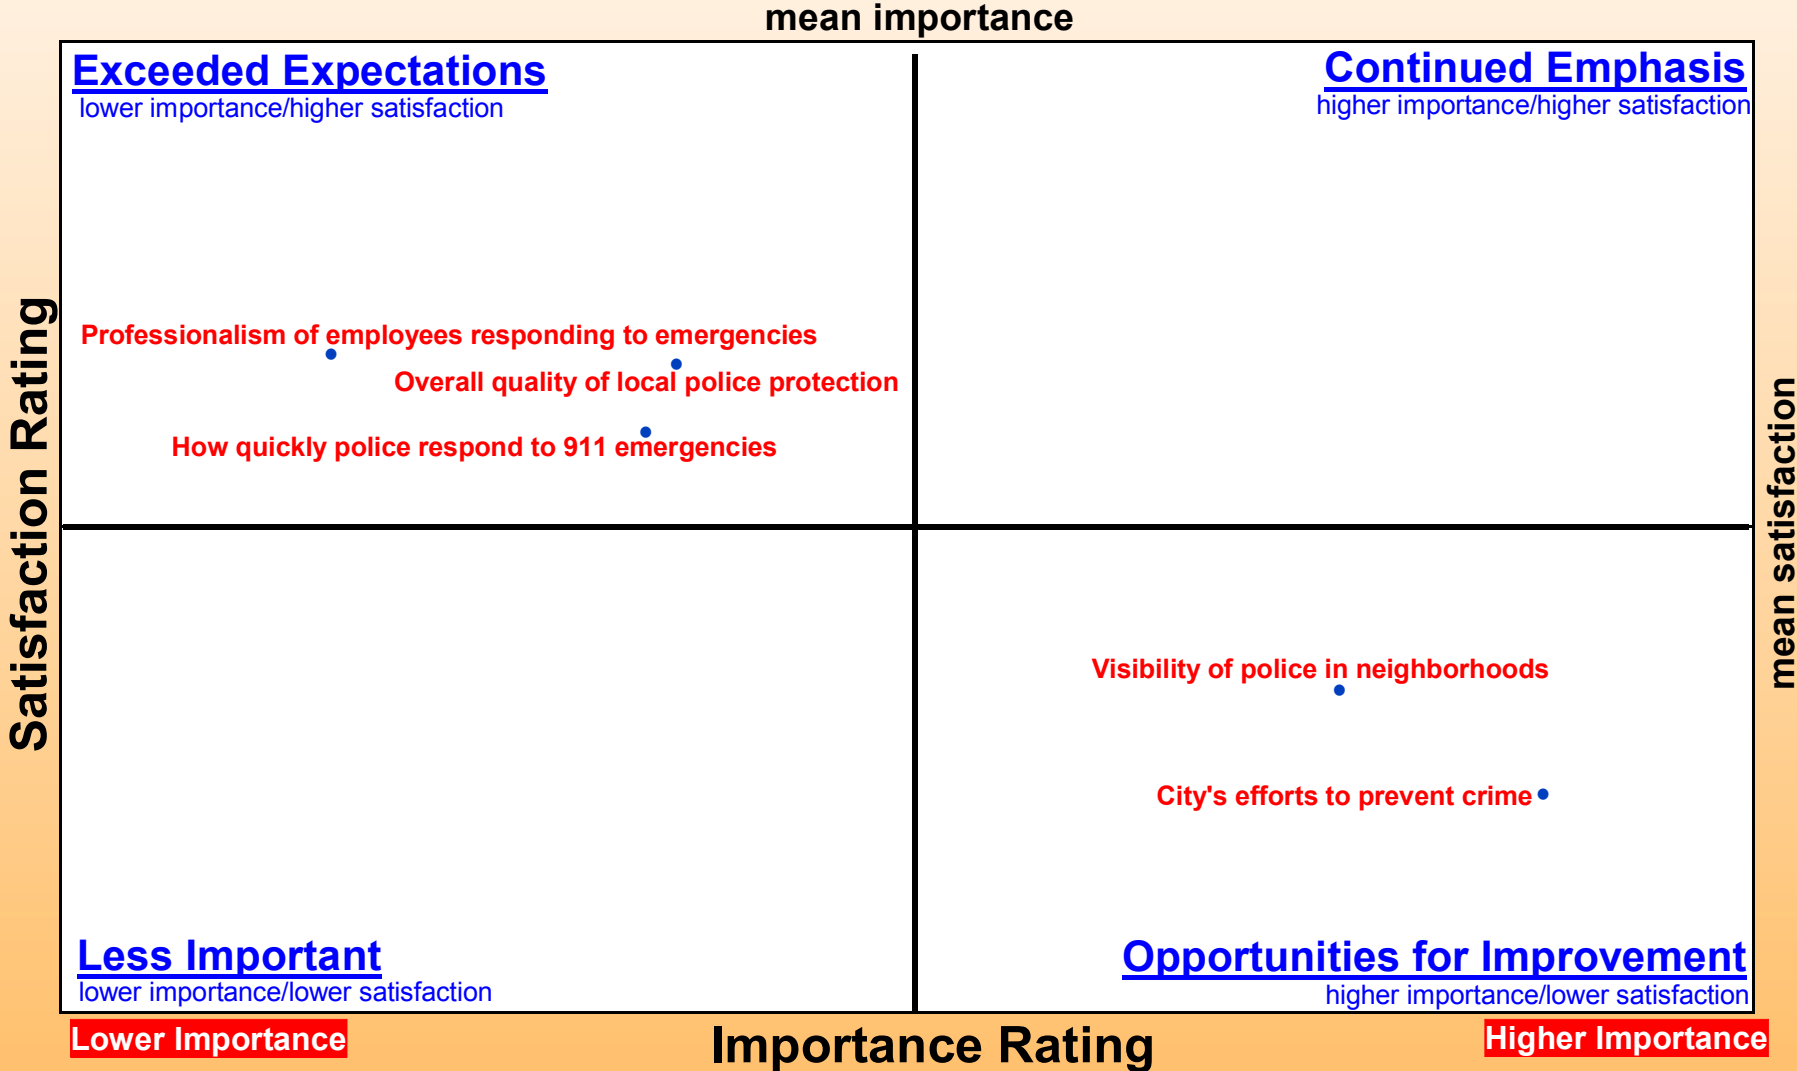 mean importance
Exceeded Expectations
lower importance/higher satisfaction
Continued Emphasis
higher importance/higher satisfaction
Professionalism of employees responding to emergencies
Overall quality of local police protection
How quickly police respond to 911 emergencies
Satisfaction Rating
mean satisfaction
Visibility of police in neighborhoods
City's efforts to prevent crime
Less Important
lower importance/lower satisfaction
Opportunities for Improvement
higher importance/lower satisfaction
Lower Importance
Importance Rating
Higher Importance